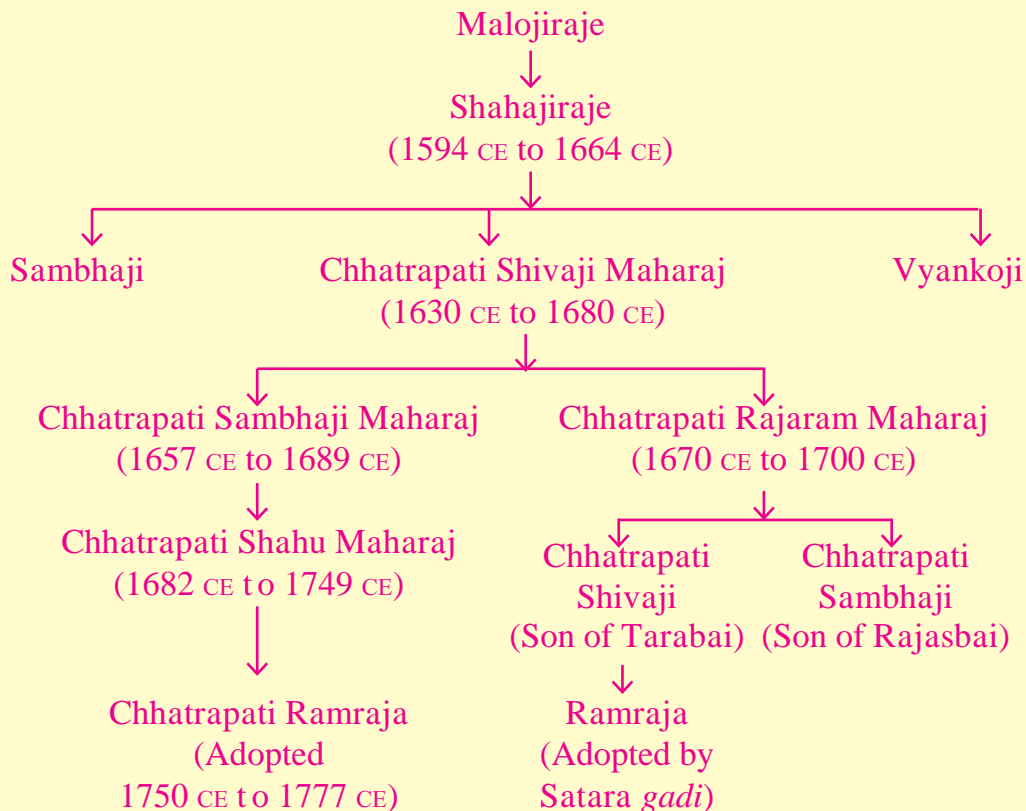 Malojiraje
Shahajiraje
(1594 CE to 1664 CE)
Sambhaji
Chhatrapati Shivaji Maharaj
(1630 CE to 1680 CE)
Vyankoji
Chhatrapati Sambhaji Maharaj
(1657 CE to 1689 CE)
Chhatrapati Rajaram Maharaj
(1670 CE to 1700 CE)
Chhatrapati Shahu Maharaj
(1682 CE to 1749 CE)
Chhatrapati
Shivaji
(Son of Tarabai)
Chhatrapati
Sambhaji
(Son of Rajasbai)
Chhatrapati Ramraja
(Adopted
1750 CE to 1777 CE)
Ramraja
(Adopted by
Satara gadi)